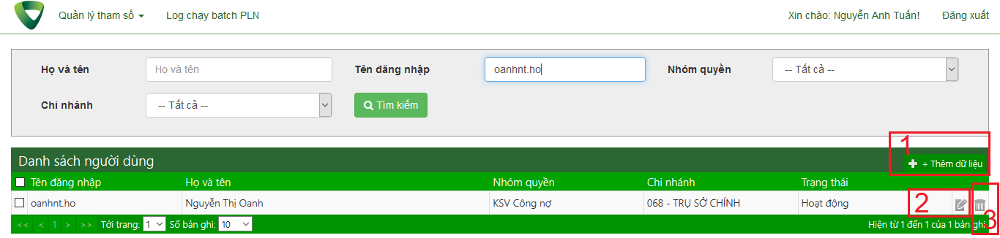 Quản lý tham số Log chạy batch PLN Xin chào: Nguyễn Anh Tuấn! Đăng xuất
Họ và tên Họ và tên Tên đăng nhập oanhnt.ho Nhóm quyền -- Tất cả --
Chi nhánh -- Tất cả -- Tìm kiếm
1
Danh sách người dùng + Thêm dữ liệu
Tên đăng nhập Họ và tên Nhóm quyền Chi nhánh Trạng thái
oanhnt.ho Nguyễn Thị Oanh KSV Công nợ 068 - TRỤ SỞ CHÍNH Hoạt động 2
<< < 1 > >> Tới trang: 1 Số bản ghi: 10 Hiện từ 1 đến 1 của 1 bản ghi 3